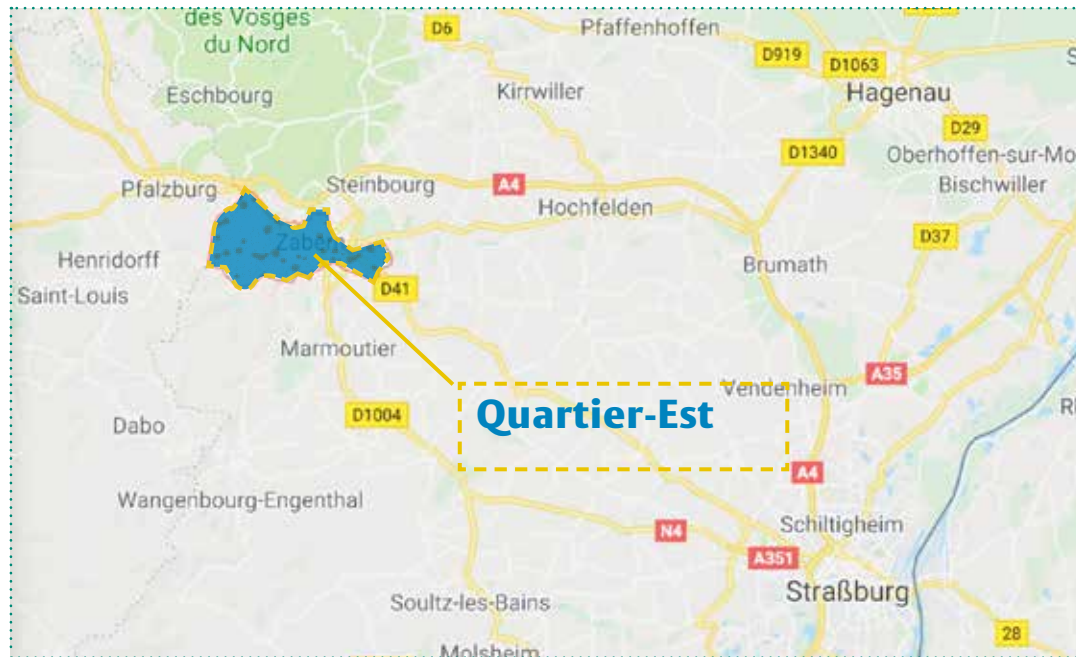 des Vosges
du Nord
D6
Pfaffenhoffen
D919
D1063
Eschbourg
Kirrwiller
Hagenau
D29
D1340
Oberhoffen-sur-Mo
Pfalzburg
Steinbourg
A4
Bischwiller
Hochfelden
Zabern
D37
Henridorff
Brumath
Saint-Louis
D41
Marmoutier
A35
Vendenheim
Quartier-Est
D1004
Dabo
A4
Wangenbourg-Engenthal
Schiltigheim
N4
A351
Straßburg
Soultz-les-Bains
28
Molsheim